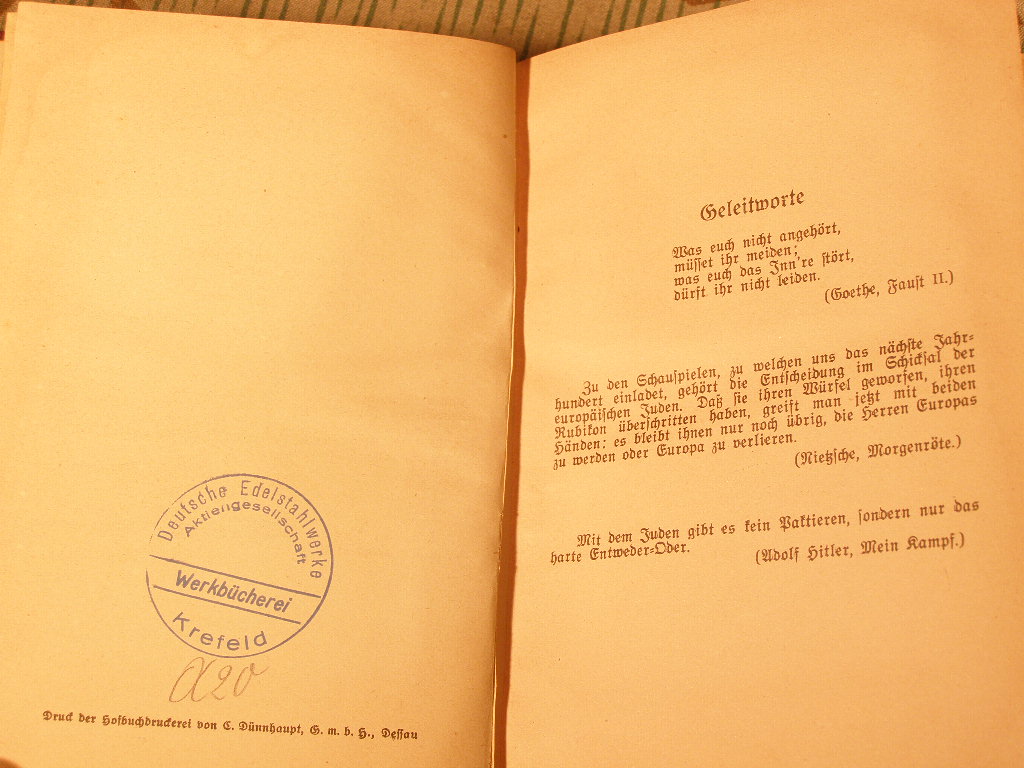 Deutsche Edelstahlwerke
Aktiengesellschaft
Werkbücherei
Krefeld
a20
Druck der Hofbuchdruckerei von C. Dünnhaupt, G. m. b. H., Dessau
Geleitworte
Was euch nicht angehört,
müsset ihr meiden;
was euch das Inn're stört,
dürft ihr nicht leiden.
(Goethe, Faust II.)
Zu den Schauspielen, zu welchen uns das nächste Jahr-
hundert einladet, gehört die Entscheidung im Schicksal der
europäischen Juden. Daß sie ihren Würfel geworfen, ihren
Rubikon überschritten haben, greift man jetzt mit beiden
Händen: es bleibt ihnen nur noch übrig, die Herren Europas
zu werden oder Europa zu verlieren.
(Nietzsche, Morgenröte.)
Mit dem Juden gibt es kein Paktieren, sondern nur das
harte Entweder-Oder.
(Adolf Hitler, Mein Kampf.)